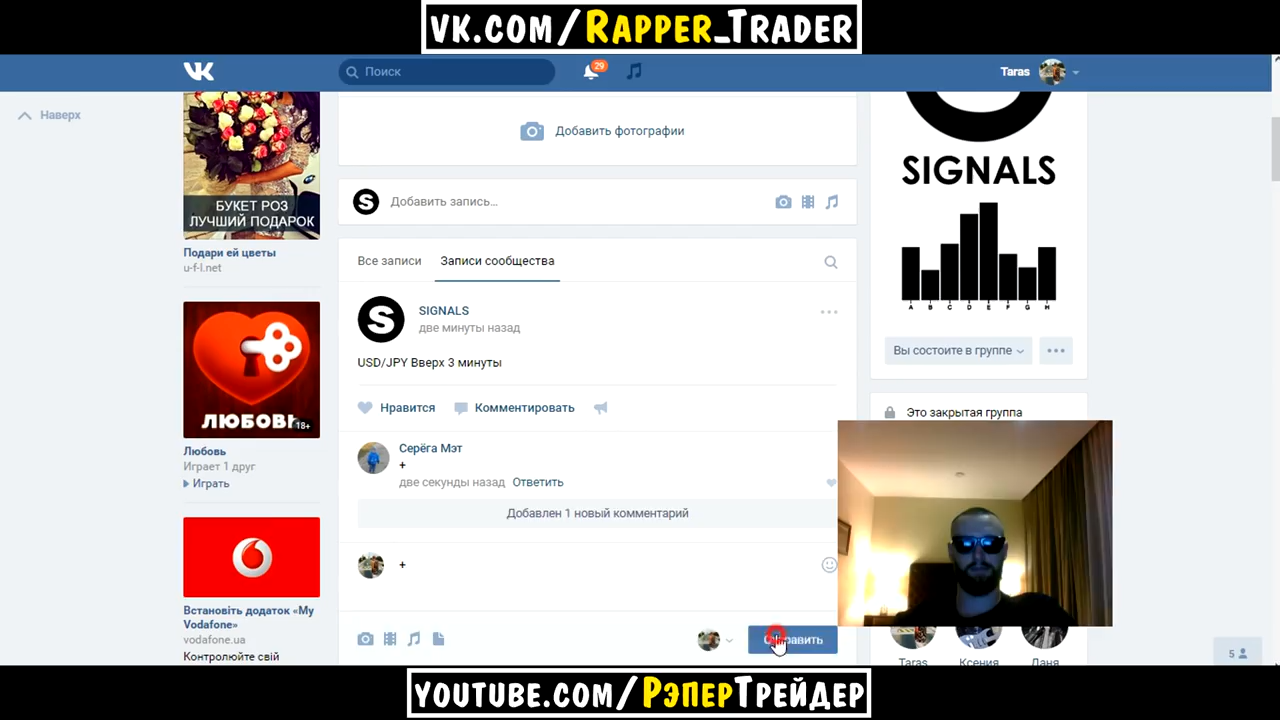 VK.COM/RAPPER_TRADER
Поиск
29
Taras
Наверх
Добавить фотографии
SIGNALS
A B C D E F G H
Вы состоите в группе
Это закрытая группа
БУКЕТ РОЗ
ЛУЧШИЙ ПОДАРОК
Подари ей цветы
u-f-l.net
ЛЮБОВЬ
18+
Любовь
Играет 1 друг
Играть
Встановіть додаток «My
Vodafone»
vodafone.ua
Контролюйте свій
S
Добавить запись...
Все записи
Записи сообщества
S
SIGNALS
две минуты назад
USD/JPY Вверх 3 минуты
Нравится
Комментировать
Серёга Мэт
+
две секунды назад Ответить
Добавлен 1 новый комментарий
+
Отправить
Taras
Ксения
Даня
5
YOUTUBE.COM/РЭПЕРТРЕЙДЕР